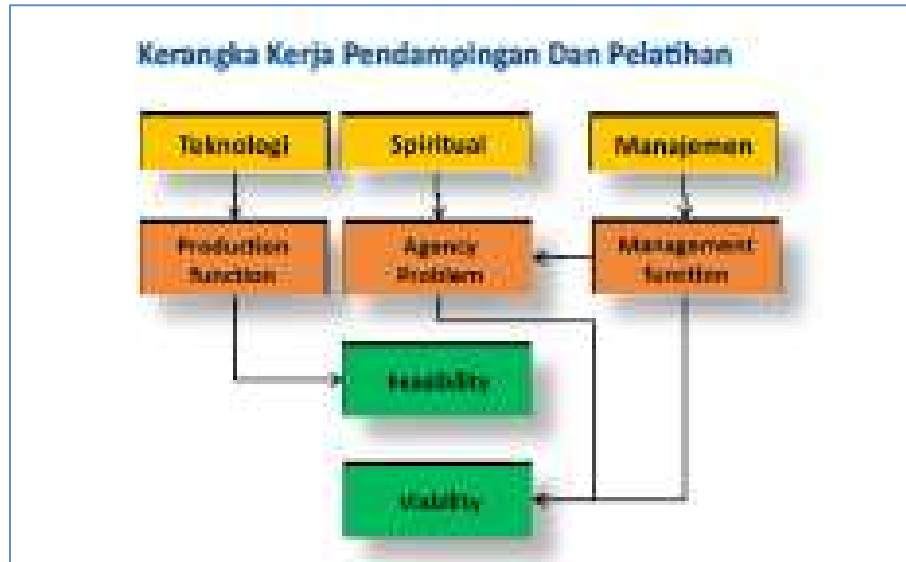 Kerangka Kerja Pendampingan Dan Pelatihan
Teknologi
Spiritual
Manajemen
Production
function
Agency
Problem
Management
function
Feasibility
Viability